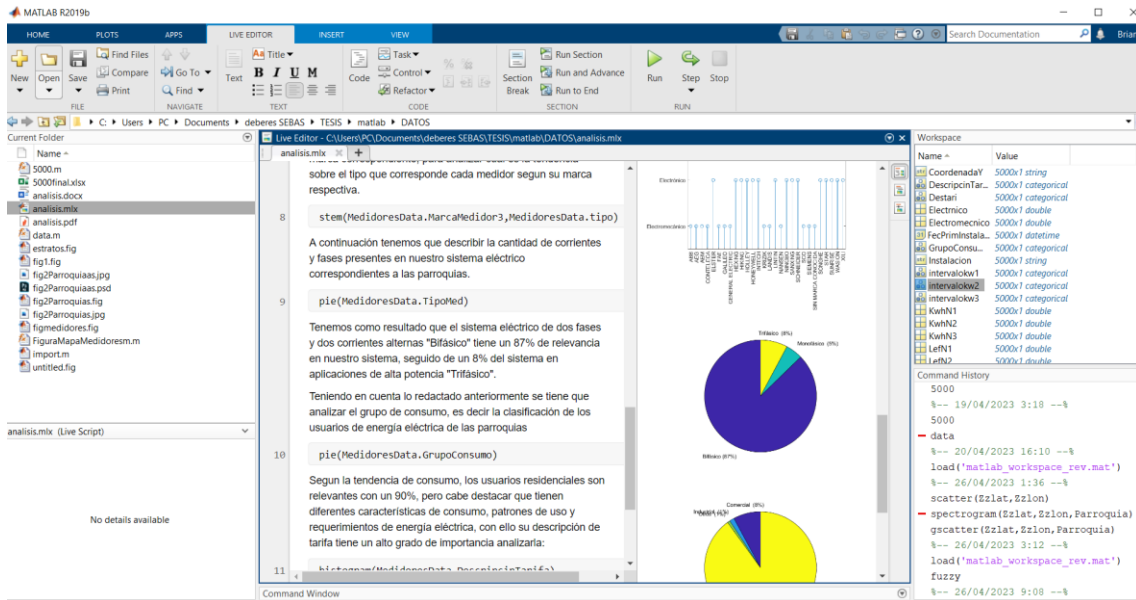 MATLAB R2019b
HOME PLOTS APPS LIVE EDITOR INSERT VIEW
Search Documentation
Brian
New Open Save
Find Files
Compare
Print
Go To
Find
Text
Title
B I U M
Code
Task
Control
Refactor
Section Break
Run Section
Run and Advance
Run to End
Run Step Stop
FILE NAVIGATE TEXT CODE SECTION RUN
C: Users PC Documents deberes SEBAS TESIS matlab DATOS
Current Folder
Name
5000.m
5000final.xlsx
analisis.docx
analisis.mlx
analisis.pdf
data.m
estratos.fig
fig1.fig
fig2Parroquiaas.jpg
fig2Parroquiaas.psd
fig2Parroquias.fig
fig2Parroquias.jpg
figmedidores.fig
FiguraMapaMedidoresm.m
import.m
untitled.fig
analisis.mlx (Live Script)
No details available
Live Editor - C:\Users\PC\Documents\deberes SEBAS\TESIS\matlab\DATOS\analisis.mlx
analisis.mlx
sobre el tipo que corresponde cada medidor segun su marca
respectiva.
8 stem(MedidoresData.MarcaMedidor3,MedidoresData.tipo)
A continuación tenemos que describir la cantidad de corrientes
y fases presentes en nuestro sistema eléctrico
correspondientes a las parroquias.
9 pie(MedidoresData.TipoMed)
Tenemos como resultado que el sistema eléctrico de dos fases
y dos corrientes alternas "Bifásico" tiene un 87% de relevancia
en nuestro sistema, seguido de un 8% del sistema en
aplicaciones de alta potencia "Trifásico".
Teniendo en cuenta lo redactado anteriormente se tiene que
analizar el grupo de consumo, es decir la clasificación de los
usuarios de energía eléctrica de las parroquias
10 pie(MedidoresData.GrupoConsumo)
Segun la tendencia de consumo, los usuarios residenciales son
relevantes con un 90%, pero cabe destacar que tienen
diferentes características de consumo, patrones de uso y
requerimientos de energía eléctrica, con ello su descripción de
tarifa tiene un alto grado de importancia analizarla:
11 histogram(MedidoresData.DescripcinTarifa)
Electrónico
Electromecánico
Trifásico (8%)
Monofásico (5%)
Bifásico (87%)
Comercial (8%)
Command Window
Workspace
Name Value
CoordenadaY 5000x1 string
DescripcinTar... 5000x1 categorical
Destari 5000x1 categorical
Electrnico 5000x1 double
Electromecnico 5000x1 double
FecPrimInstala... 5000x1 datetime
GrupoConsu... 5000x1 categorical
Instalacion 5000x1 string
intervalokw1 5000x1 categorical
intervalokw2 5000x1 categorical
intervalokw3 5000x1 categorical
KwhN1 5000x1 double
KwhN2 5000x1 double
KwhN3 5000x1 double
LefN1 5000x1 double
LefN2 5000x1 double
Command History
5000
%-- 19/04/2023 3:18 --%
5000
data
%-- 20/04/2023 16:10 --%
load('matlab_workspace_rev.mat')
%-- 26/04/2023 1:36 --%
scatter(Zzlat,Zzlon)
spectrogram(Zzlat,Zzlon,Parroquia)
gscatter(Zzlat,Zzlon,Parroquia)
%-- 26/04/2023 3:12 --%
load('matlab_workspace_rev.mat')
fuzzy
%-- 26/04/2023 9:08 --%